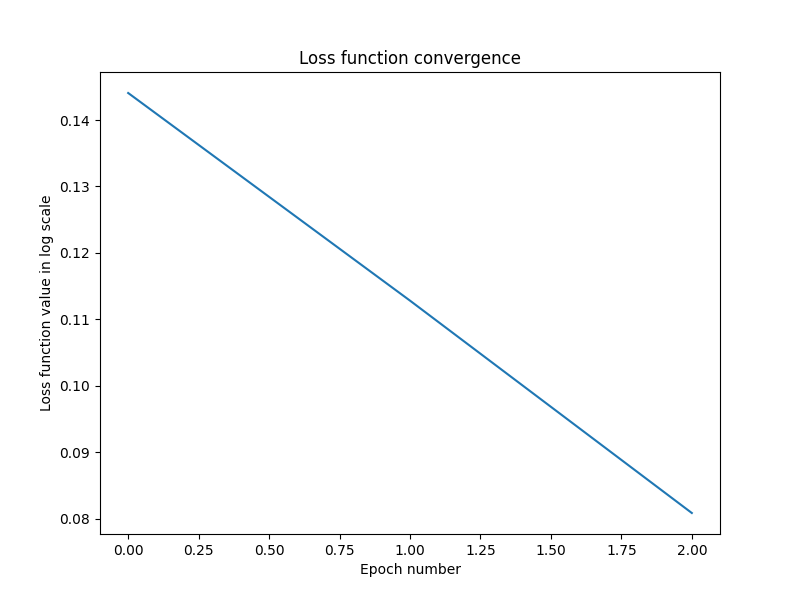 Loss function convergence
0.14
0.13
0.12
0.11
0.10
0.09
0.08
Loss function value in log scale
0.00 0.25 0.50 0.75 1.00 1.25 1.50 1.75 2.00
Epoch number